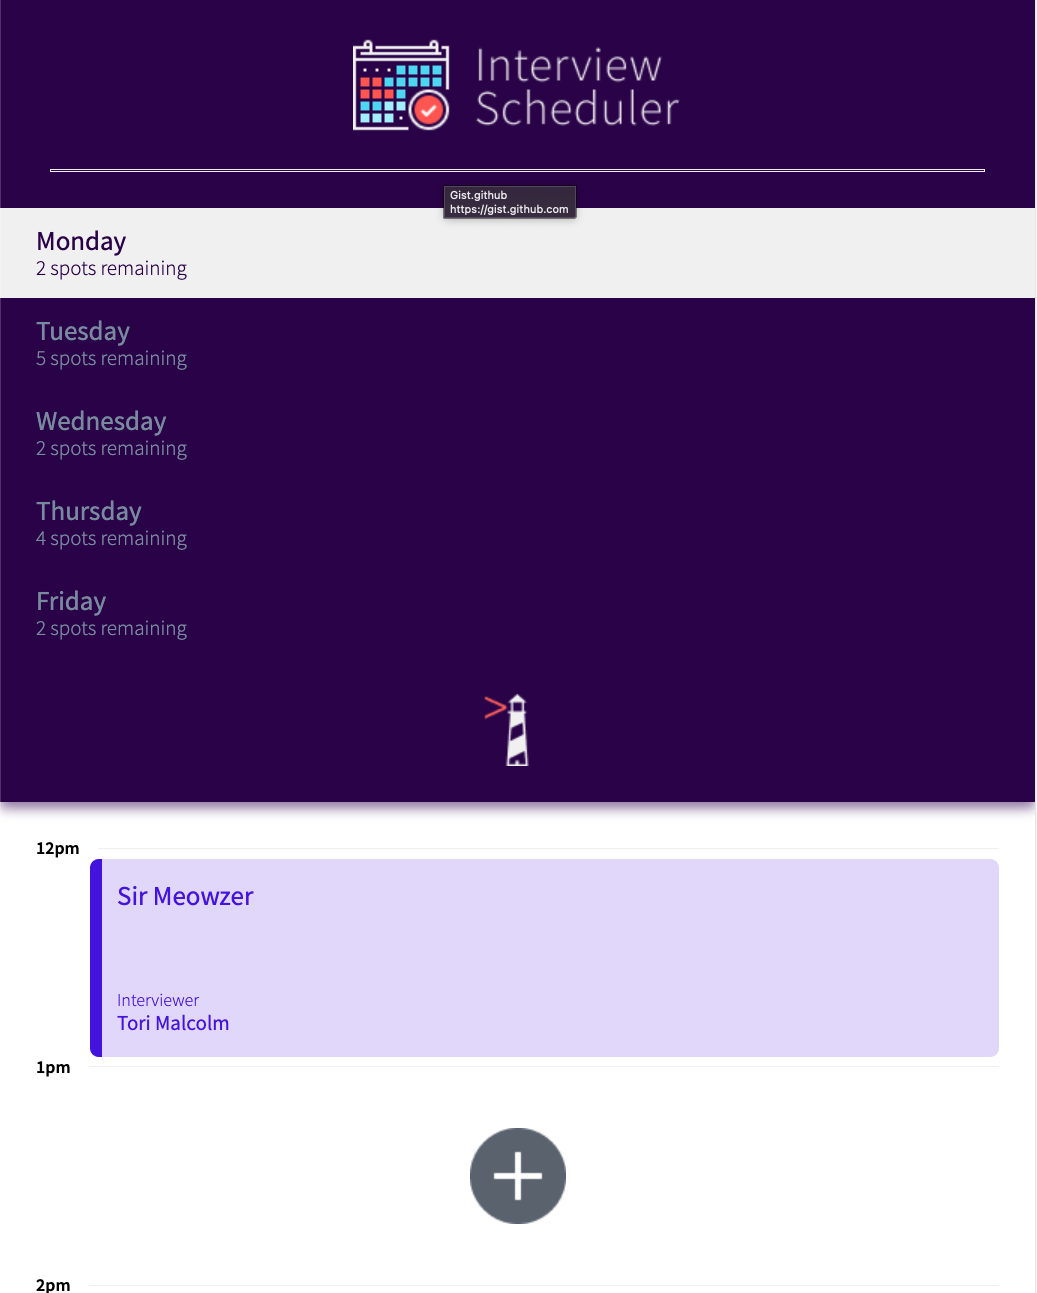 Interview
Scheduler
Gist.github
https://gist.github.com
Monday
2 spots remaining
Tuesday
5 spots remaining
Wednesday
2 spots remaining
Thursday
4 spots remaining
Friday
2 spots remaining
12pm
Sir Meowzer
Interviewer
Tori Malcolm
1pm
2pm